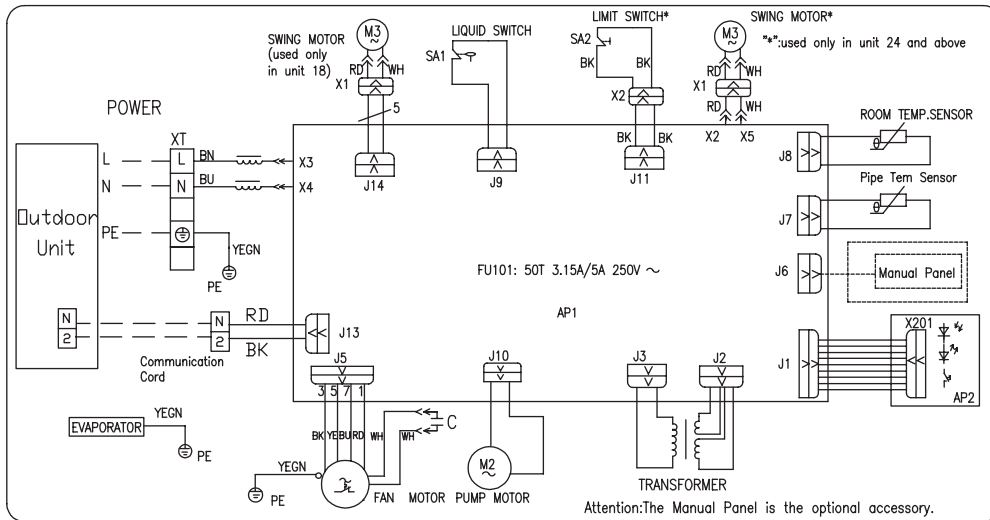 LIMIT SWITCH*
SWING MOTOR*
SWING MOTOR
(used only
in unit 18)
M3
~
LIQUID SWITCH
SA1
SA2
M3
~
"*":used only in unit 24 and above
RD
WH
X1
5
BK
BK
X2
RD
WH
X1
RD
WH
BK
BK
X2
X5
POWER
XT
L
L
BN
X3
N
N
BU
X4
PE
YEGN
PE
Outdoor
Unit
J14
J9
J11
J8
ROOM TEMP.SENSOR
θ
J7
Pipe Tem Sensor
θ
J6
Manual Panel
FU101: 50T 3.15A/5A 250V ~
AP1
N
2
N
2
RD
BK
J13
Communication
Cord
J5
3
5
7
1
J10
J3
J2
J1
X201
AP2
EVAPORATOR
YEGN
PE
BK
YE
BU
RD
WH
WH
C
YEGN
PE
FAN MOTOR
M2
~
PUMP MOTOR
TRANSFORMER
Attention:The Manual Panel is the optional accessory.